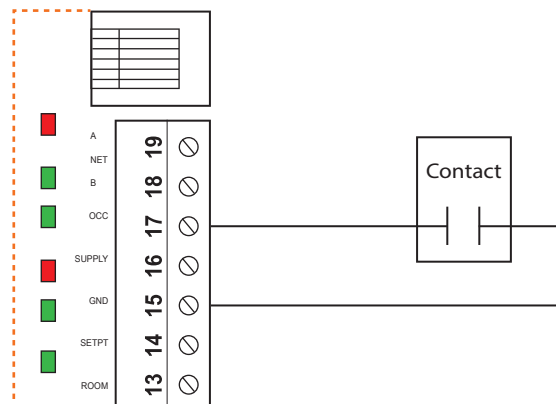 A
19
NET
B
18
Contact
OCC
17
SUPPLY
16
GND
15
SETPT
14
ROOM
13